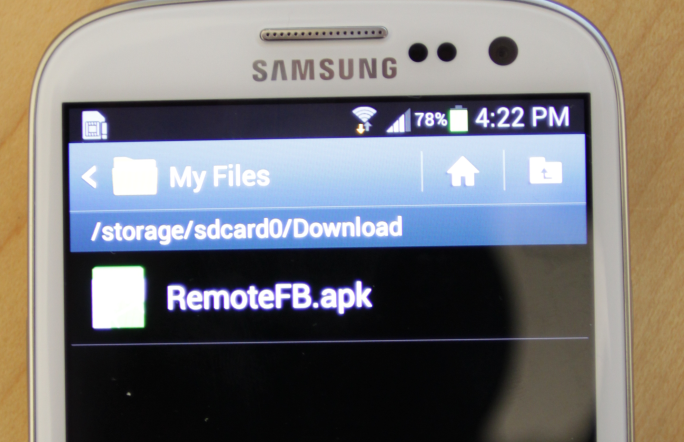 SAMSUNG
78% 4:22 PM
My Files
/storage/sdcard0/Download
RemoteFB.apk